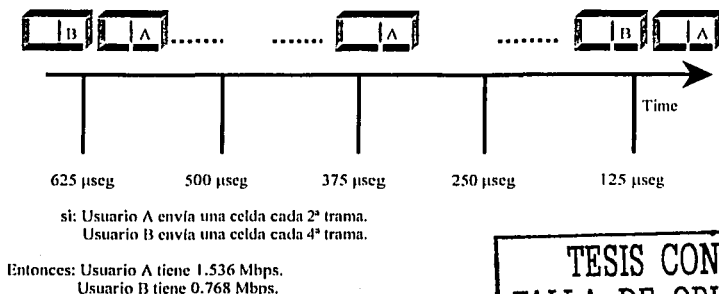 B A ........ ........ A ........ B A
Time
625 µseg 500 µseg 375 µseg 250 µseg 125 µseg
si: Usuario A envía una celda cada 2ª trama.
Usuario B envía una celda cada 4ª trama.
Entonces: Usuario A tiene 1.536 Mbps.
Usuario B tiene 0.768 Mbps.
TESIS CON